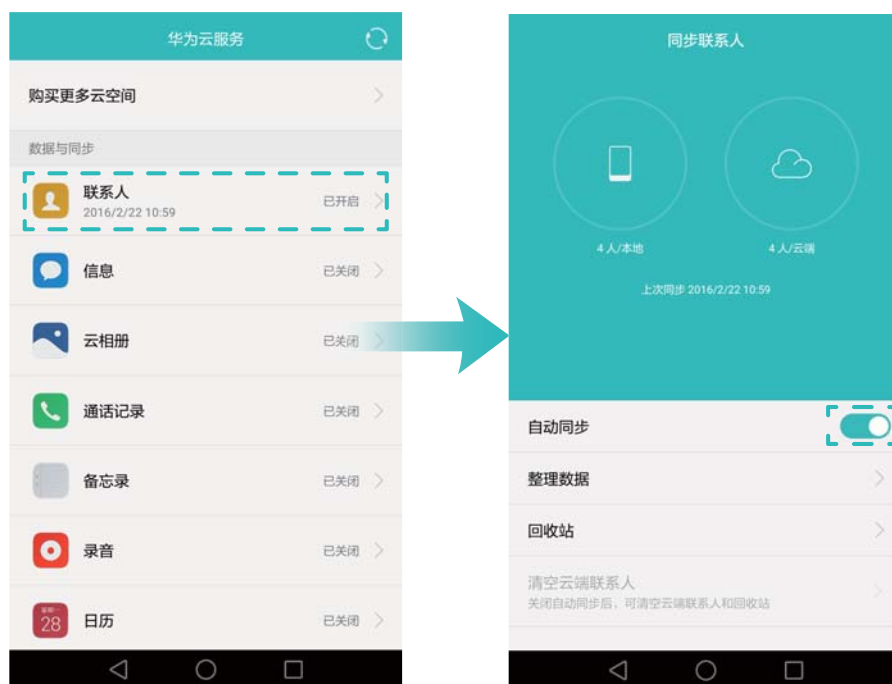 华为云服务
购买更多云空间
数据与同步
联系人
2016/2/22 10:59
已开启
信息
已关闭
云相册
已关闭
通话记录
已关闭
备忘录
已关闭
录音
已关闭
28
日历
已关闭
同步联系人
4 人/本地
4 人/云端
上次同步 2016/2/22 10:59
自动同步
整理数据
回收站
清空云端联系人
关闭自动同步后，可清空云端联系人和回收站